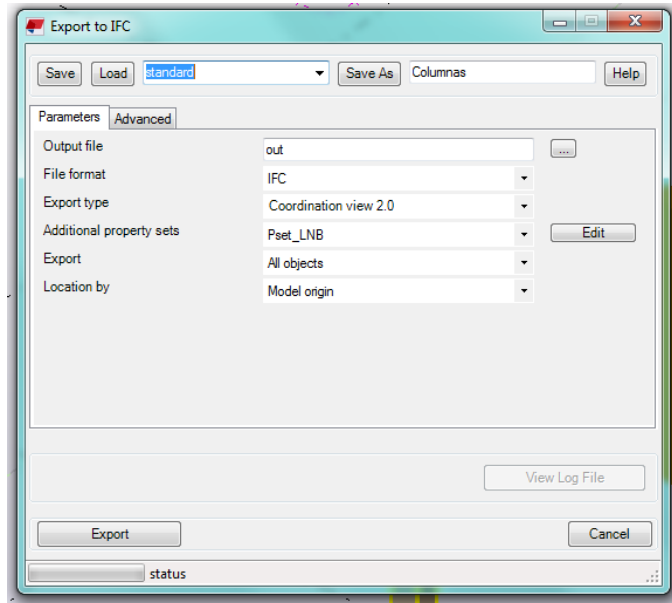 Export to IFC
Save Load standard Save As Columnas Help
Parameters Advanced
Output file out ...
File format IFC
Export type Coordination view 2.0
Additional property sets Pset_LNB Edit
Export All objects
Location by Model origin
View Log File
Export Cancel
status